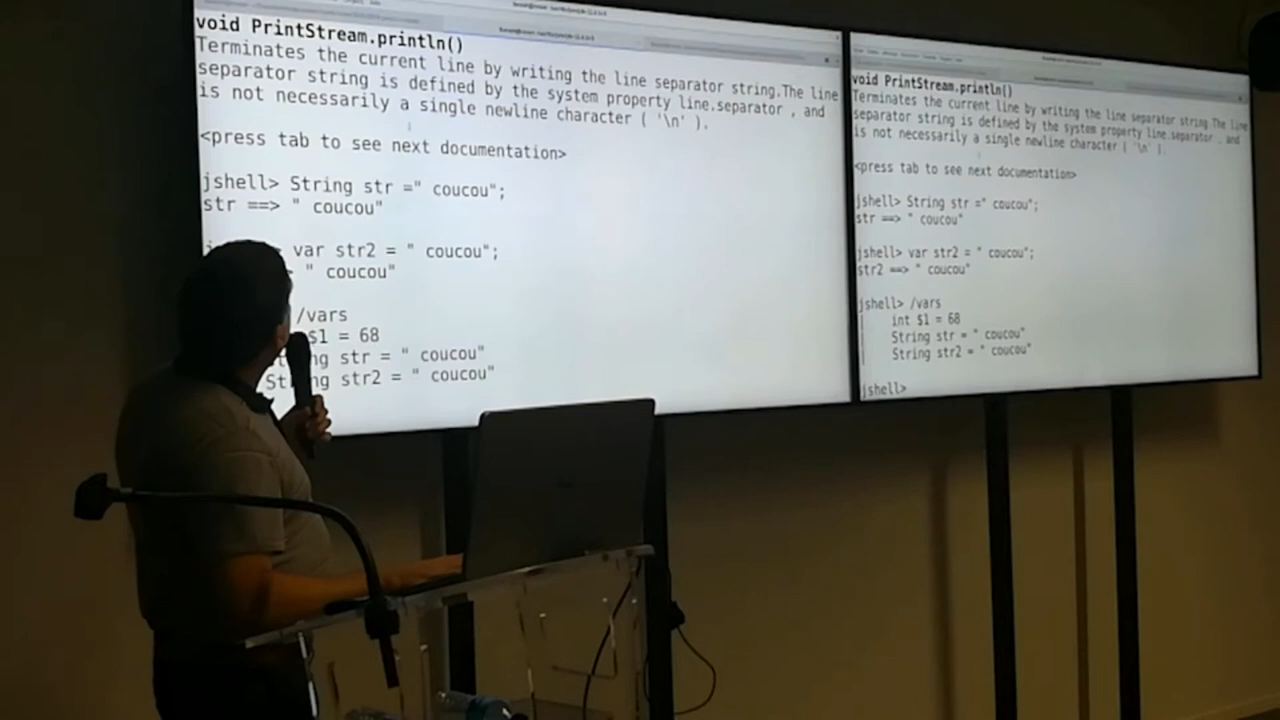 void PrintStream.println()
Terminates the current line by writing the line separator string.The line
separator string is defined by the system property line.separator , and
is not necessarily a single newline character ( '\n' ).
<press tab to see next documentation>
jshell> String str =" coucou";
str ==> " coucou"
var str2 = " coucou";
" coucou"
/vars
$1 = 68
str = " coucou"
str2 = " coucou"
void PrintStream.println()
Terminates the current line by writing the line separator string.The line
separator string is defined by the system property line.separator , and
is not necessarily a single newline character ( '\n' ).
<press tab to see next documentation>
jshell> String str =" coucou";
str ==> " coucou"
jshell> var str2 = " coucou";
str2 ==> " coucou"
jshell> /vars
| int $1 = 68
| String str = " coucou"
| String str2 = " coucou"
jshell>